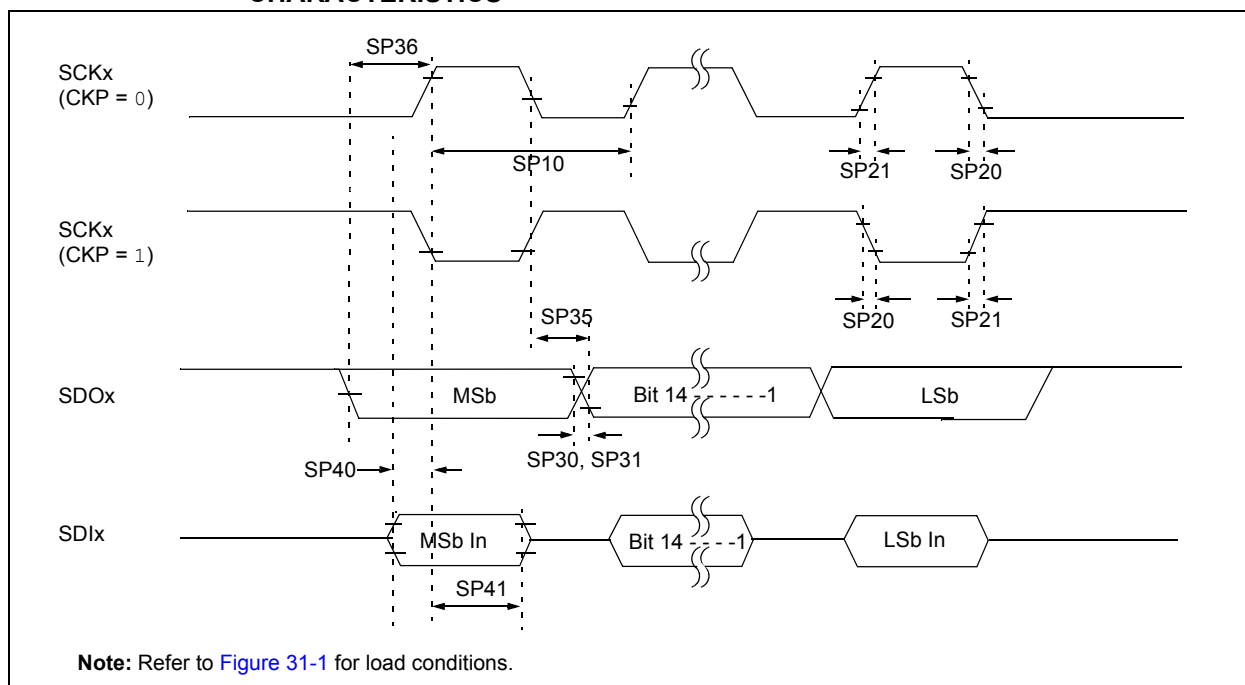 CHARACTERISTICS
SP36
SCKx
(CKP = 0)
SP10
SP21
SP20
SCKx
(CKP = 1)
SP35
SP20
SP21
SDOx
MSb
Bit 14 - - - - - -1
LSb
SP30, SP31
SP40
SDIx
MSb In
Bit 14 - - - -1
LSb In
SP41
Note: Refer to Figure 31-1 for load conditions.